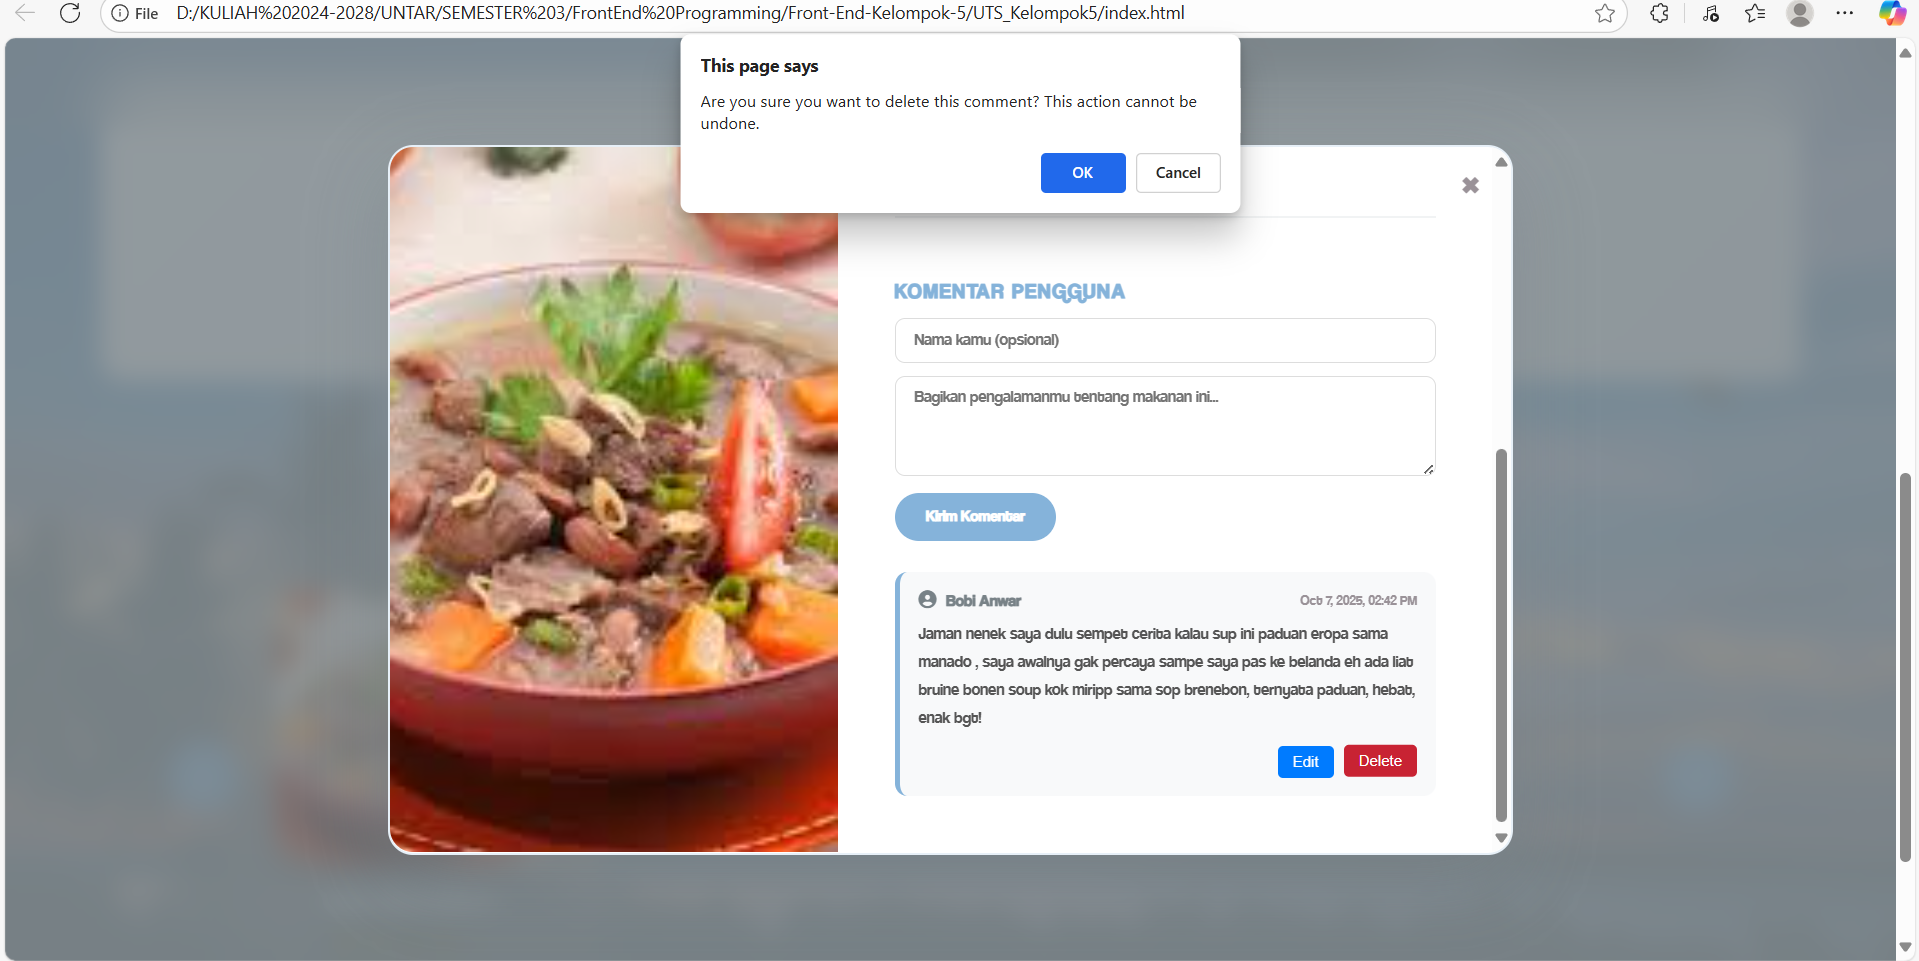 File
D:/KULIAH%202024-2028/UNTAR/SEMESTER%203/FrontEnd%20Programming/Front-End-Kelompok-5/UTS_Kelompok5/index.html
This page says
Are you sure you want to delete this comment? This action cannot be
undone.
OK
Cancel
✖
KOMENTAR PENGGUNA
Nama kamu (opsional)
Bagikan pengalamanmu tentang makanan ini...
Kirim Komentar
Bobi Anwar
Oct 7, 2025, 02:42 PM
Jaman nenek saya dulu sempet cerita kalau sup ini paduan eropa sama
manado , saya awalnya gak percaya sampe saya pas ke belanda eh ada liat
bruine bonen soup kok miripp sama sop brenebon, ternyata paduan, hebat,
enak bgt!
Edit
Delete